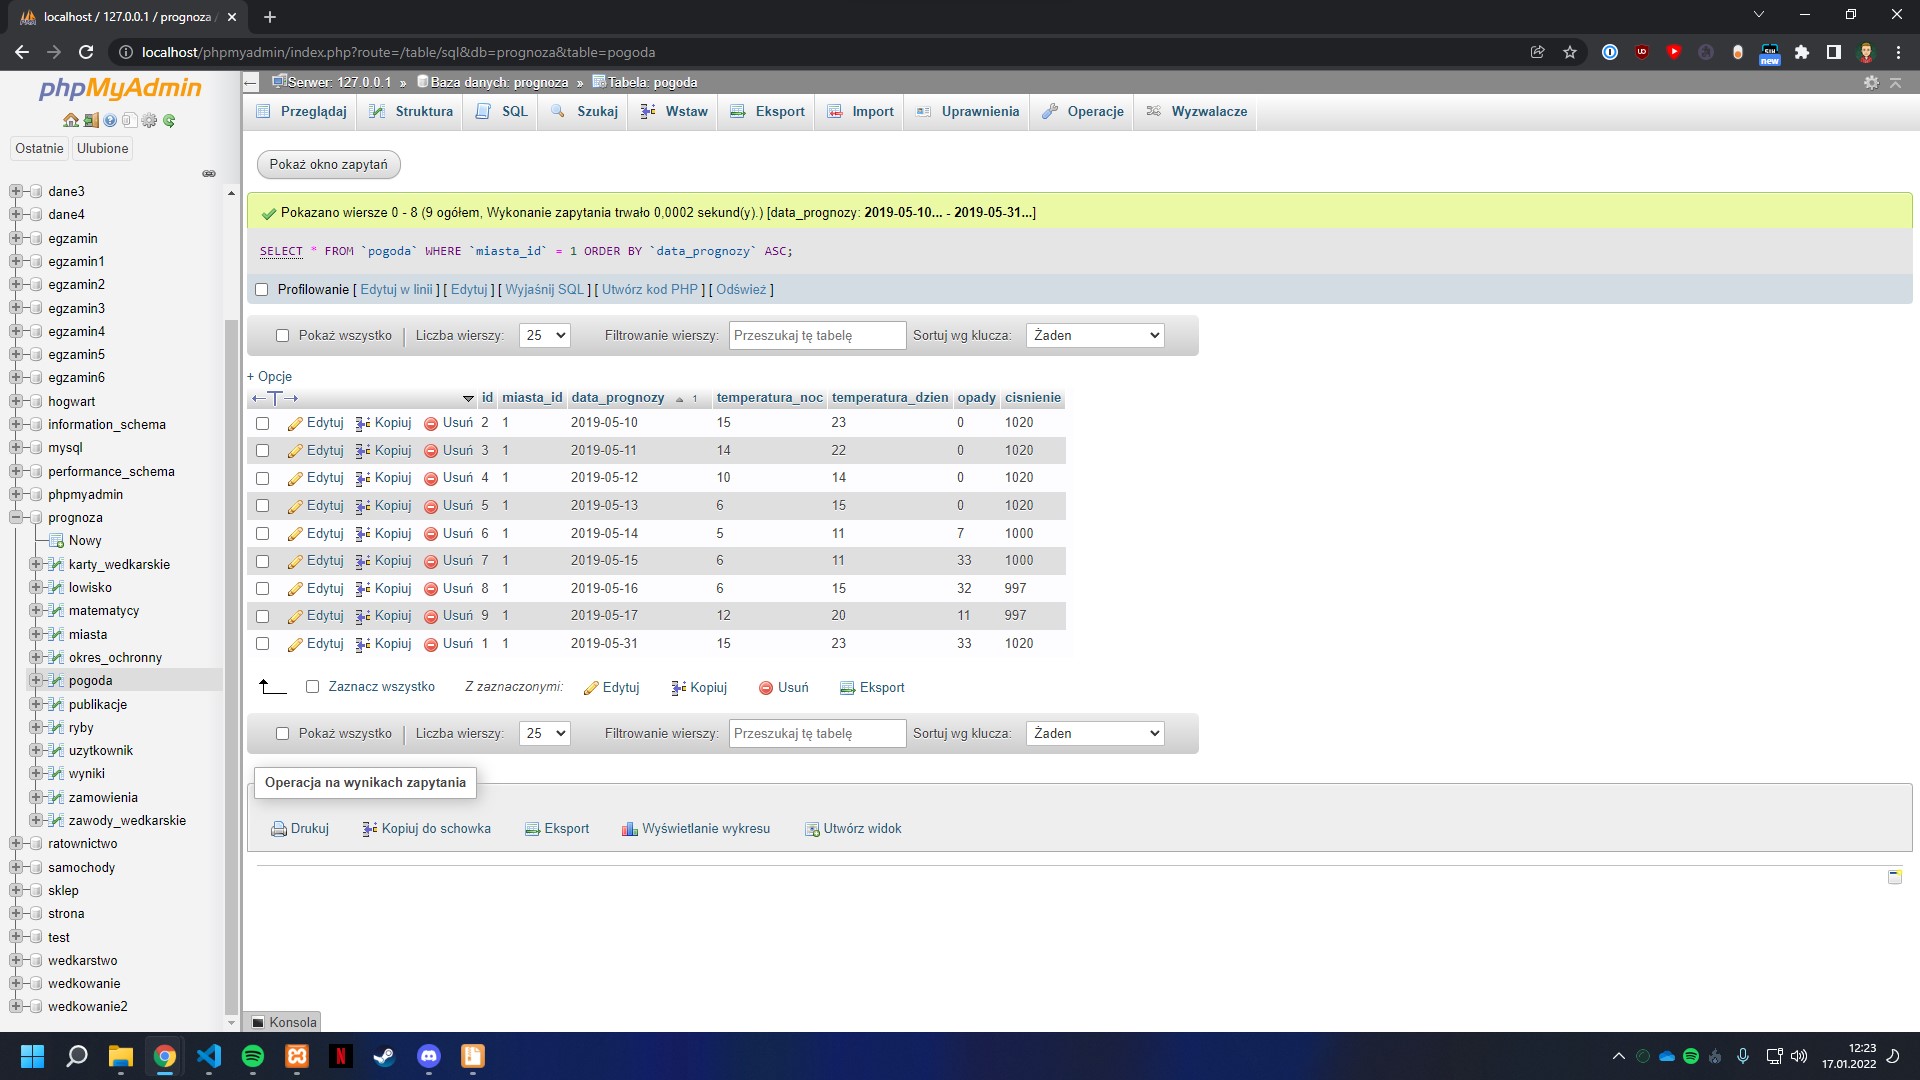 localhost / 127.0.0.1 / prognoza /
localhost/phpmyadmin/index.php?route=/table/sql&db=prognoza&table=pogoda
new
phpMyAdmin
Ostatnie Ulubione
dane3
dane4
egzamin
egzamin1
egzamin2
egzamin3
egzamin4
egzamin5
egzamin6
hogwart
information_schema
mysql
performance_schema
phpmyadmin
prognoza
Nowy
karty_wedkarskie
lowisko
matematycy
miasta
okres_ochronny
pogoda
publikacje
ryby
uzytkownik
wyniki
zamowienia
zawody_wedkarskie
ratownictwo
samochody
sklep
strona
test
wedkarstwo
wedkowanie
wedkowanie2
Serwer: 127.0.0.1 » Baza danych: prognoza » Tabela: pogoda
Przeglądaj Struktura SQL Szukaj Wstaw Eksport Import Uprawnienia Operacje Wyzwalacze
Pokaż okno zapytań
Pokazano wiersze 0 - 8 (9 ogółem, Wykonanie zapytania trwało 0,0002 sekund(y).) [data_prognozy: 2019-05-10... - 2019-05-31...]
SELECT * FROM `pogoda` WHERE `miasta_id` = 1 ORDER BY `data_prognozy` ASC;
Profilowanie [ Edytuj w linii ] [ Edytuj ] [ Wyjaśnij SQL ] [ Utwórz kod PHP ] [ Odśwież ]
Pokaż wszystko Liczba wierszy: 25 Filtrowanie wierszy: Przeszukaj tę tabelę Sortuj wg klucza: Żaden
+ Opcje
←T→ id miasta_id data_prognozy 1 temperatura_noc temperatura_dzien opady cisnienie
Edytuj Kopiuj Usuń 2 1 2019-05-10 15 23 0 1020
Edytuj Kopiuj Usuń 3 1 2019-05-11 14 22 0 1020
Edytuj Kopiuj Usuń 4 1 2019-05-12 10 14 0 1020
Edytuj Kopiuj Usuń 5 1 2019-05-13 6 15 0 1020
Edytuj Kopiuj Usuń 6 1 2019-05-14 5 11 7 1000
Edytuj Kopiuj Usuń 7 1 2019-05-15 6 11 33 1000
Edytuj Kopiuj Usuń 8 1 2019-05-16 6 15 32 997
Edytuj Kopiuj Usuń 9 1 2019-05-17 12 20 11 997
Edytuj Kopiuj Usuń 1 1 2019-05-31 15 23 33 1020
Zaznacz wszystko Z zaznaczonymi: Edytuj Kopiuj Usuń Eksport
Pokaż wszystko Liczba wierszy: 25 Filtrowanie wierszy: Przeszukaj tę tabelę Sortuj wg klucza: Żaden
Operacja na wynikach zapytania
Drukuj Kopiuj do schowka Eksport Wyświetlanie wykresu Utwórz widok
Konsola
12:23
17.01.2022